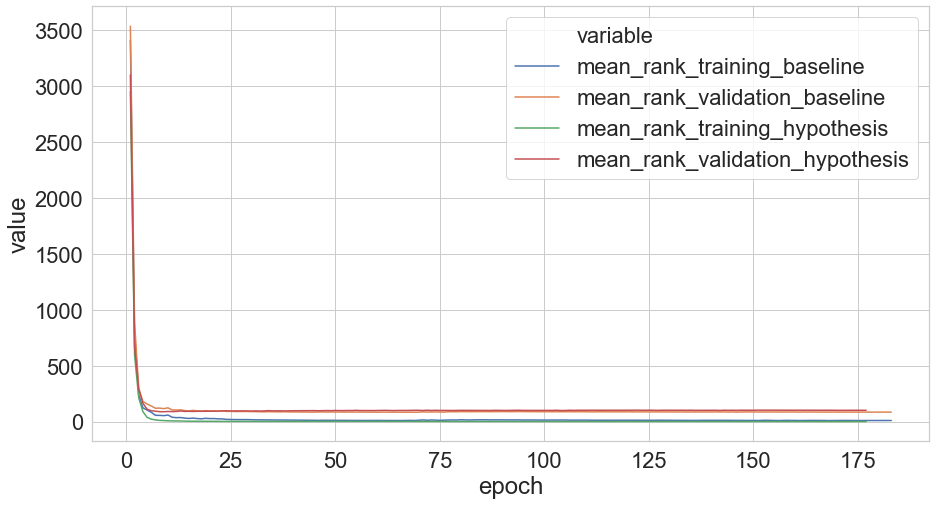 3500
3000
2500
2000
1500
1000
500
0
value
variable
mean_rank_training_baseline
mean_rank_validation_baseline
mean_rank_training_hypothesis
mean_rank_validation_hypothesis
0 25 50 75 100 125 150 175
epoch